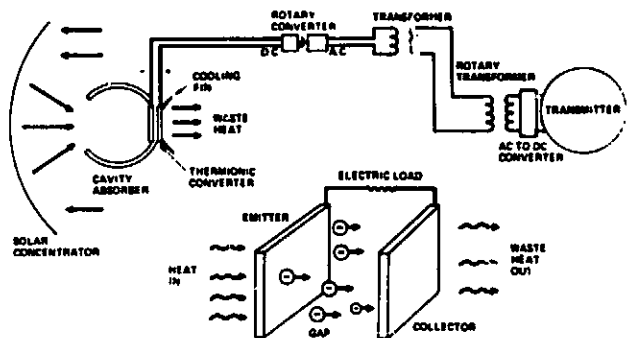 ROTARY
CONVERTER
DC
AC
TRANSFORMER
COOLING
FIN
WASTE
HEAT
ROTARY
TRANSFORMER
TRANSMITTER
AC TO DC
CONVERTER
CAVITY
ABSORBER
THERMIONIC
CONVERTER
SOLAR
CONCENTRATOR
ELECTRIC LOAD
EMITTER
HEAT
IN
WASTE
HEAT
OUT
GAP
COLLECTOR